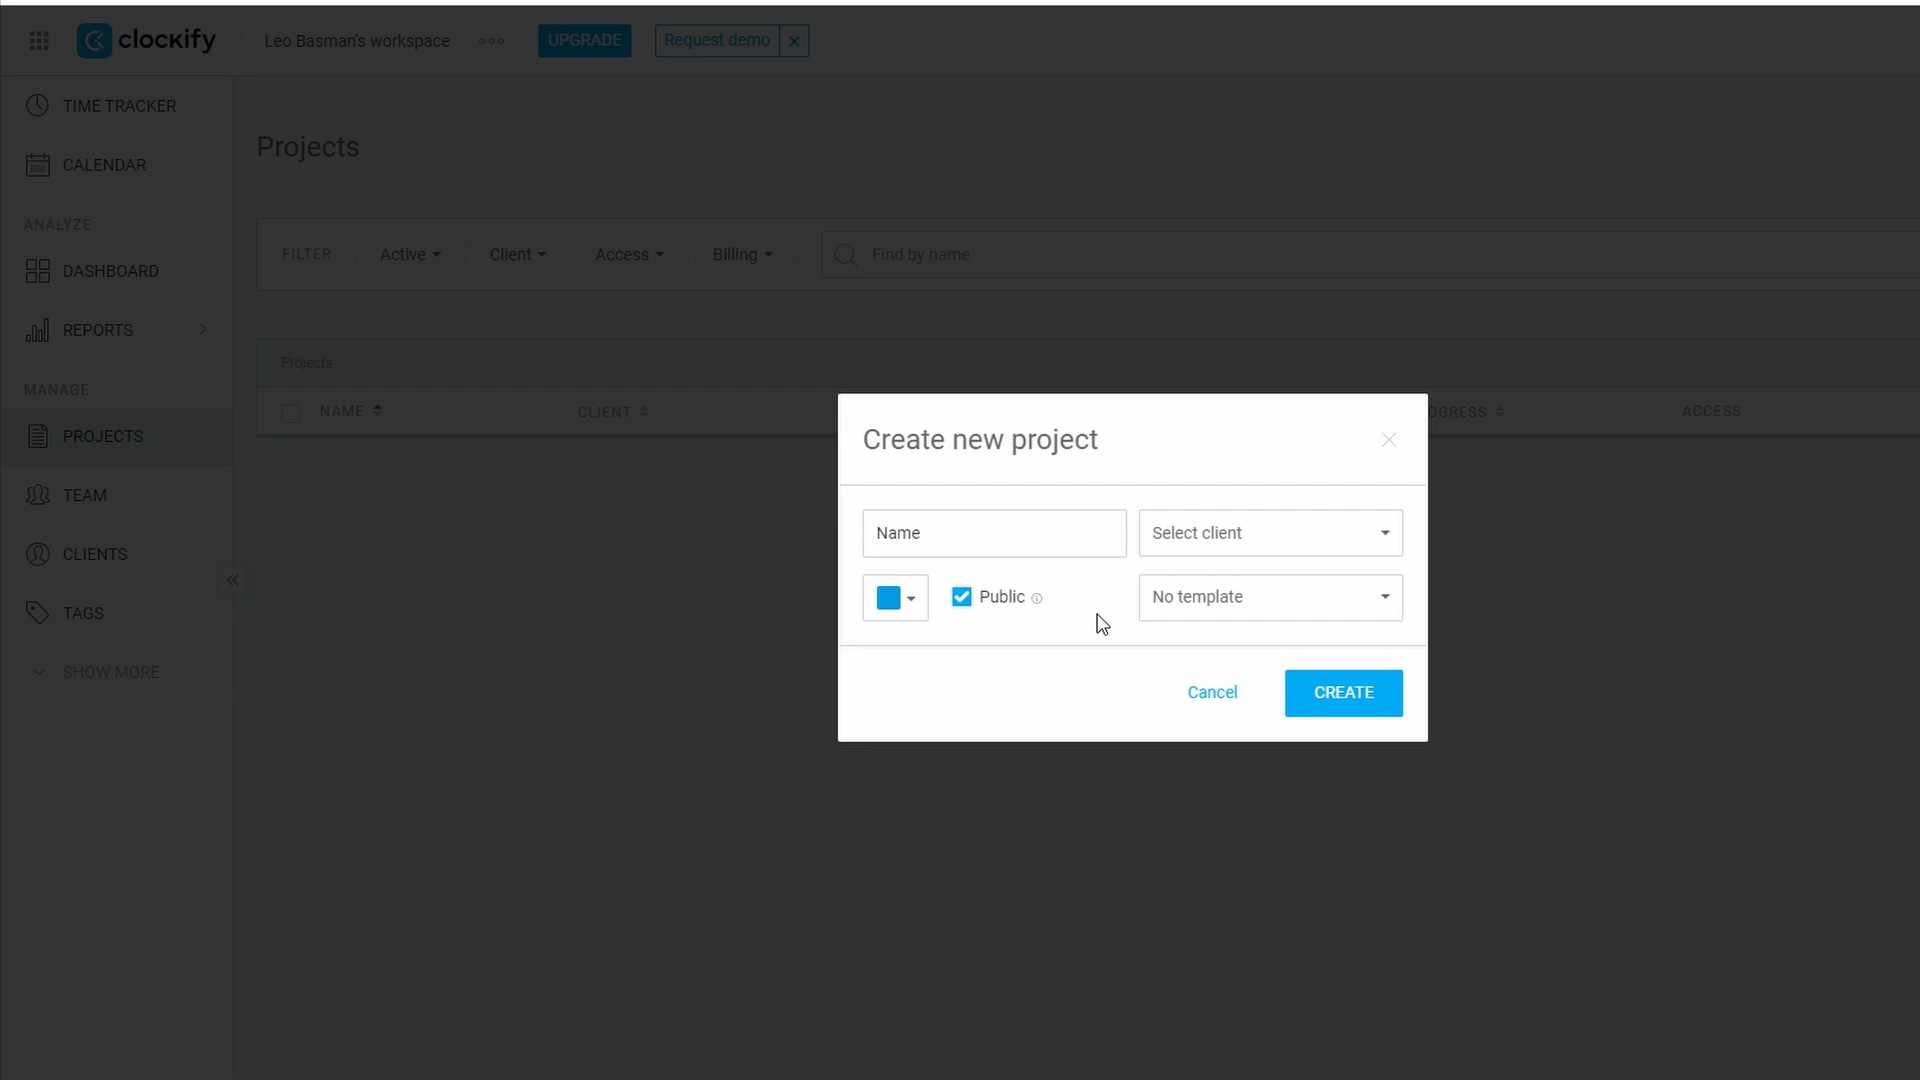 clockify
Leo Basman's workspace
UPGRADE
Request demo
TIME TRACKER
CALENDAR
ANALYZE
DASHBOARD
REPORTS
MANAGE
PROJECTS
TEAM
CLIENTS
TAGS
SHOW MORE
Projects
FILTER
Active
Client
Access
Billing
Find by name
Projects
NAME
CLIENT
OGRESS
ACCESS
Create new project
Name
Select client
Public
No template
Cancel
CREATE